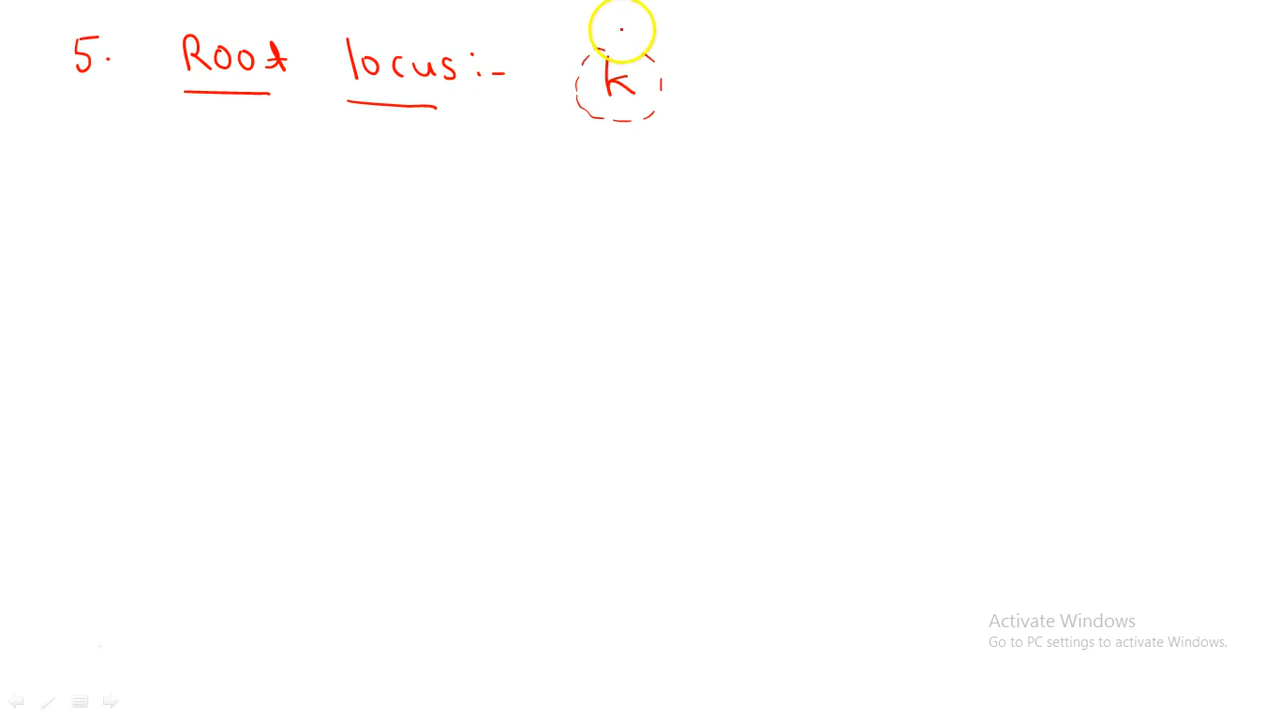 5. Root locus:- k
Activate Windows
Go to PC settings to activate Windows.